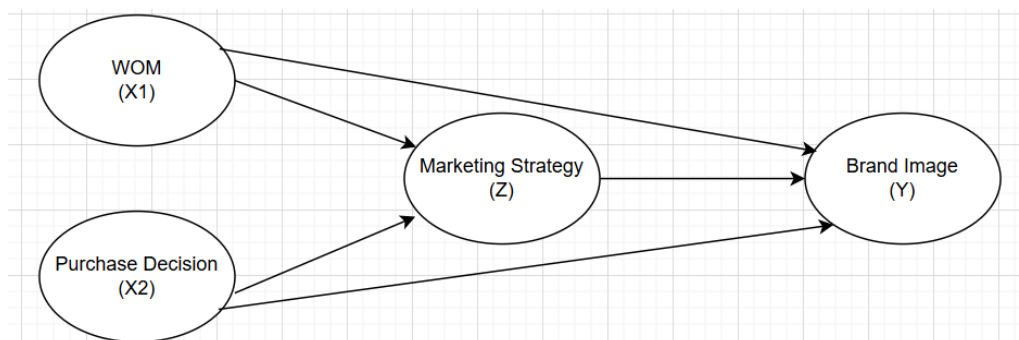 WOM
(X1)
Marketing Strategy
(Z)
Brand Image
(Y)
Purchase Decision
(X2)